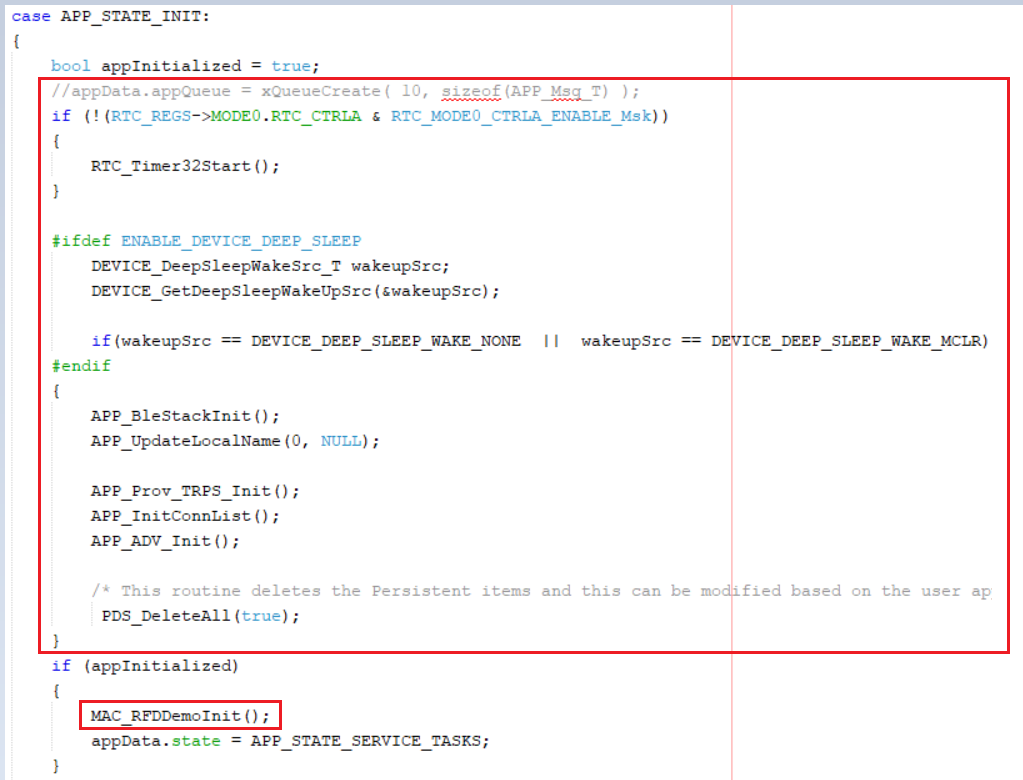 case APP_STATE_INIT:
{
bool appInitialized = true;
//appData.appQueue = xQueueCreate( 10, sizeof(APP_Msg_T) );
if (!(RTC_REGS->MODE0.RTC_CTRLA & RTC_MODE0_CTRLA_ENABLE_Msk))
{
RTC_Timer32Start();
}
#ifdef ENABLE_DEVICE_DEEP_SLEEP
DEVICE_DeepSleepWakeSrc_T wakeupSrc;
DEVICE_GetDeepSleepWakeUpSrc(&wakeupSrc);
if(wakeupSrc == DEVICE_DEEP_SLEEP_WAKE_NONE || wakeupSrc == DEVICE_DEEP_SLEEP_WAKE_MCLR)
#endif
{
APP_BleStackInit();
APP_UpdateLocalName(0, NULL);
APP_Prov_TRPS_Init();
APP_InitConnList();
APP_ADV_Init();
/* This routine deletes the Persistent items and this can be modified based on the user
PDS_DeleteAll(true);
}
if (appInitialized)
{
MAC_RFDDemoInit();
appData.state = APP_STATE_SERVICE_TASKS;
}